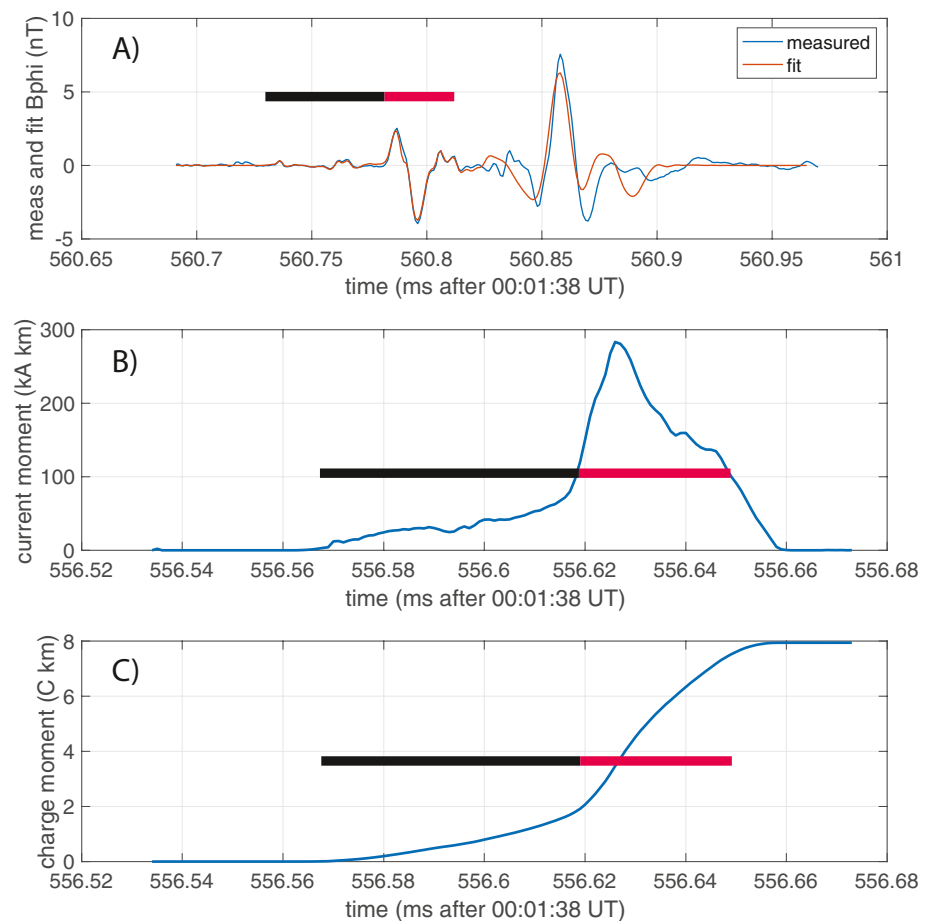 A)
meas and fit Bphi (nT)
10
5
0
-5
measured
fit
560.65 560.7 560.75 560.8 560.85 560.9 560.95 561
time (ms after 00:01:38 UT)
B)
current moment (kA km)
300
200
100
0
556.52 556.54 556.56 556.58 556.6 556.62 556.64 556.66 556.68
time (ms after 00:01:38 UT)
C)
charge moment (C km)
8
6
4
2
0
556.52 556.54 556.56 556.58 556.6 556.62 556.64 556.66 556.68
time (ms after 00:01:38 UT)